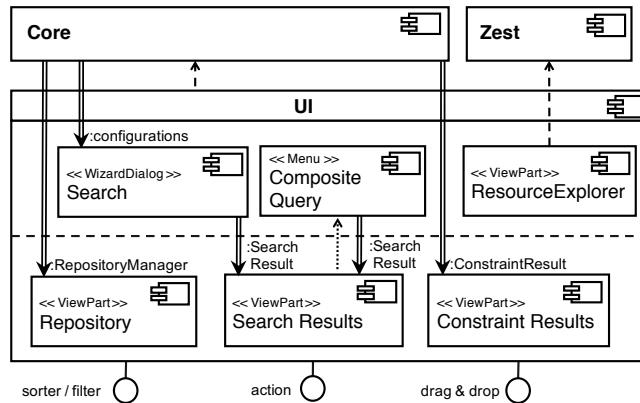 Core
Zest
UI
:configurations
<< WizardDialog >>
Search
<< Menu >>
Composite
Query
<< ViewPart>>
ResourceExplorer
:Search
Result
:Search
Result
:RepositoryManager
:ConstraintResult
<< ViewPart>>
Repository
<< ViewPart>>
Search Results
<< ViewPart>>
Constraint Results
sorter / filter
action
drag & drop